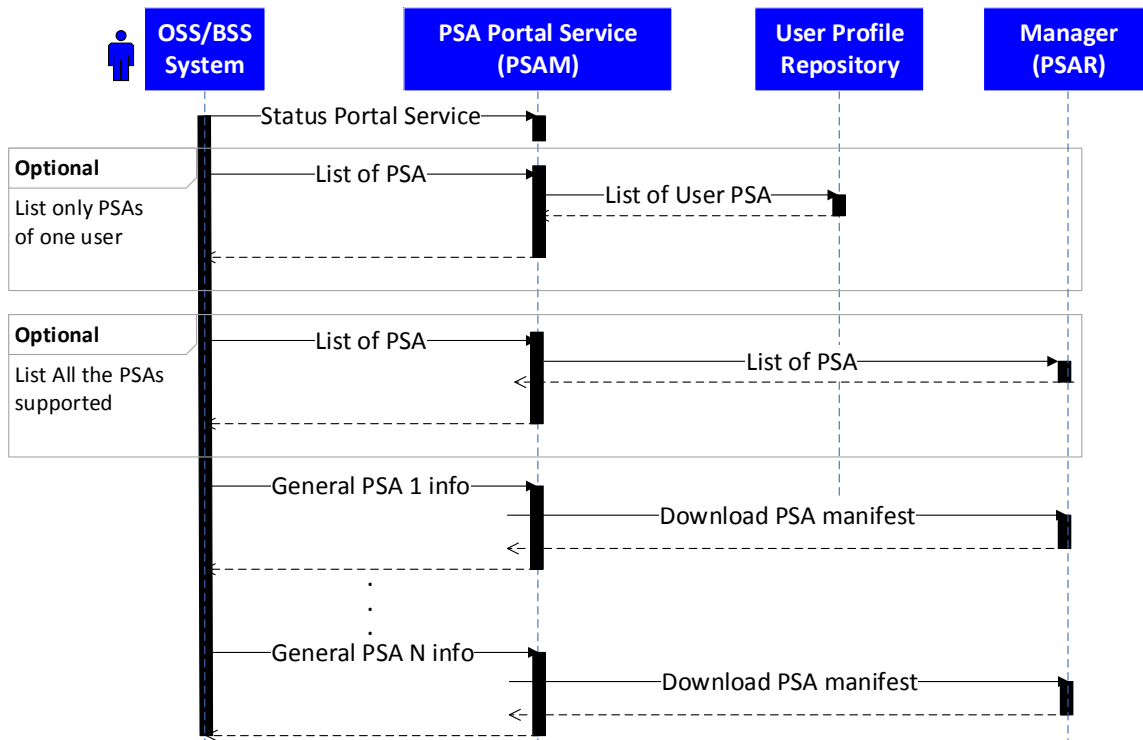 OSS/BSS
System
PSA Portal Service
(PSAM)
User Profile
Repository
Manager
(PSAR)
Status Portal Service
Optional
List only PSAs
of one user
List of PSA
List of User PSA
Optional
List All the PSAs
supported
List of PSA
List of PSA
General PSA 1 info
Download PSA manifest
.
.
.
General PSA N info
Download PSA manifest